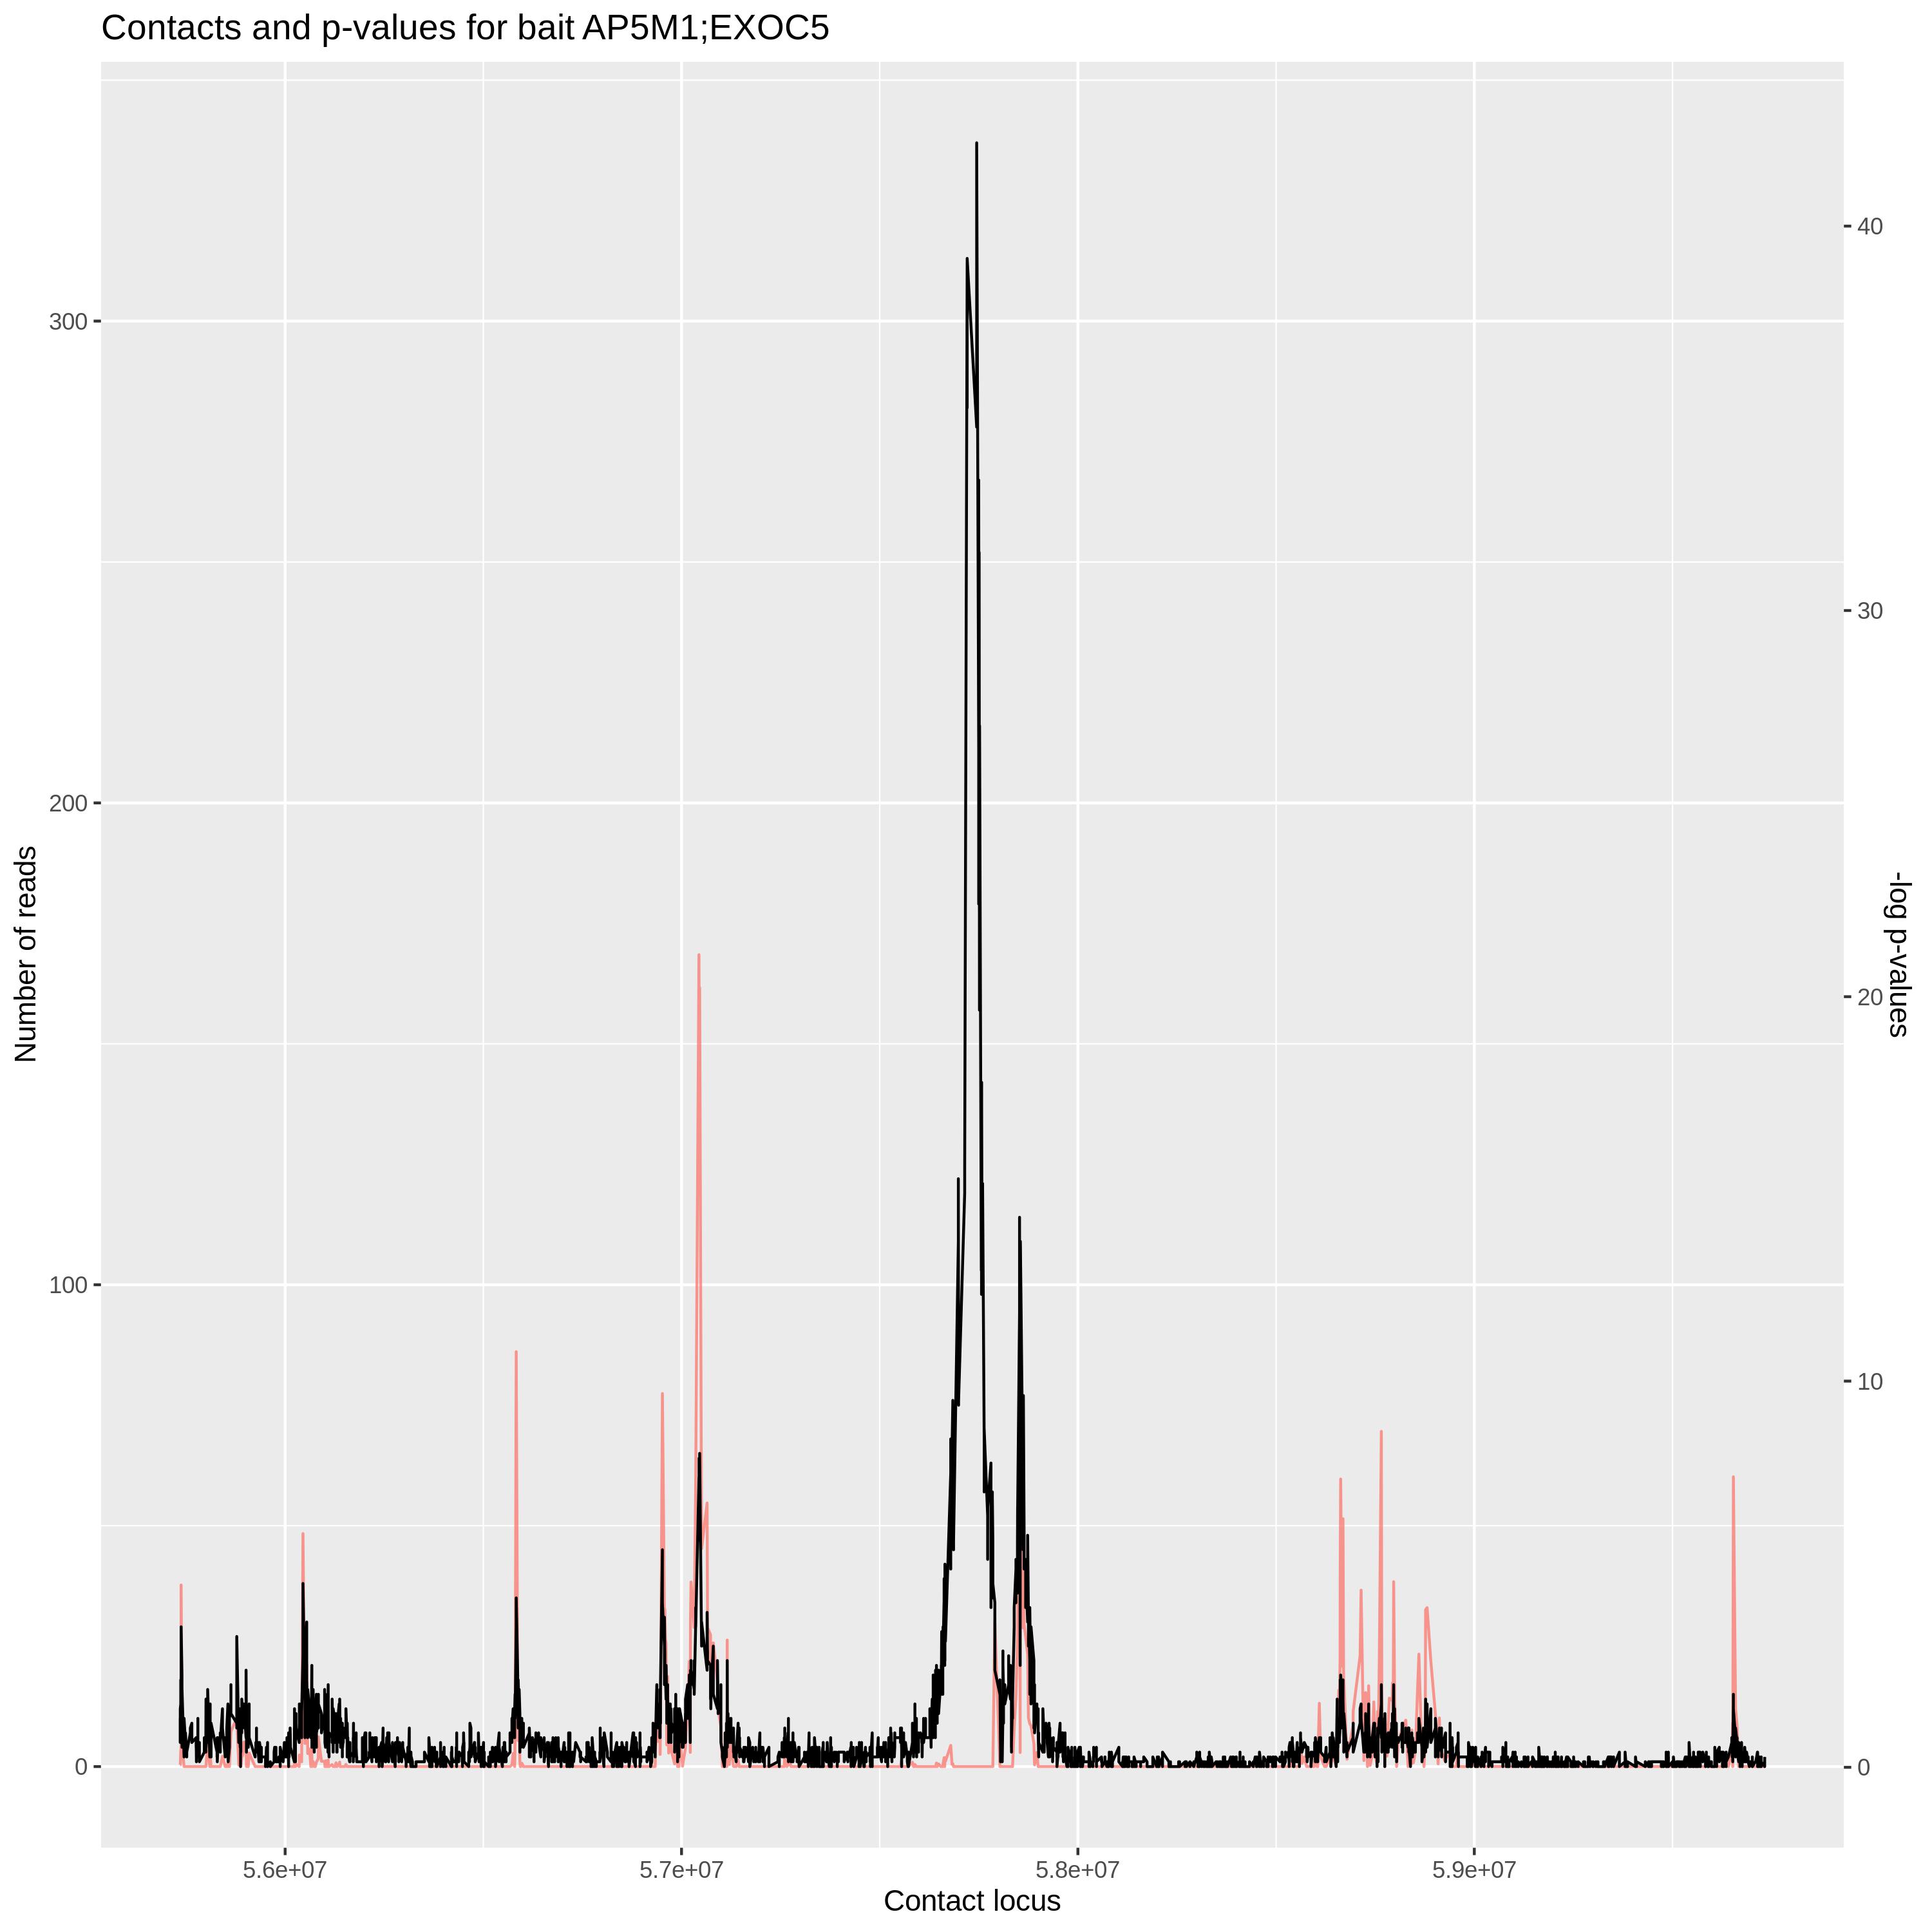 Contacts and p-values for bait AP5M1;EXOC5
300
200
100
0
Number of reads
40
30
20
10
0
-log p-values
5.6e+07
5.7e+07
5.8e+07
5.9e+07
Contact locus